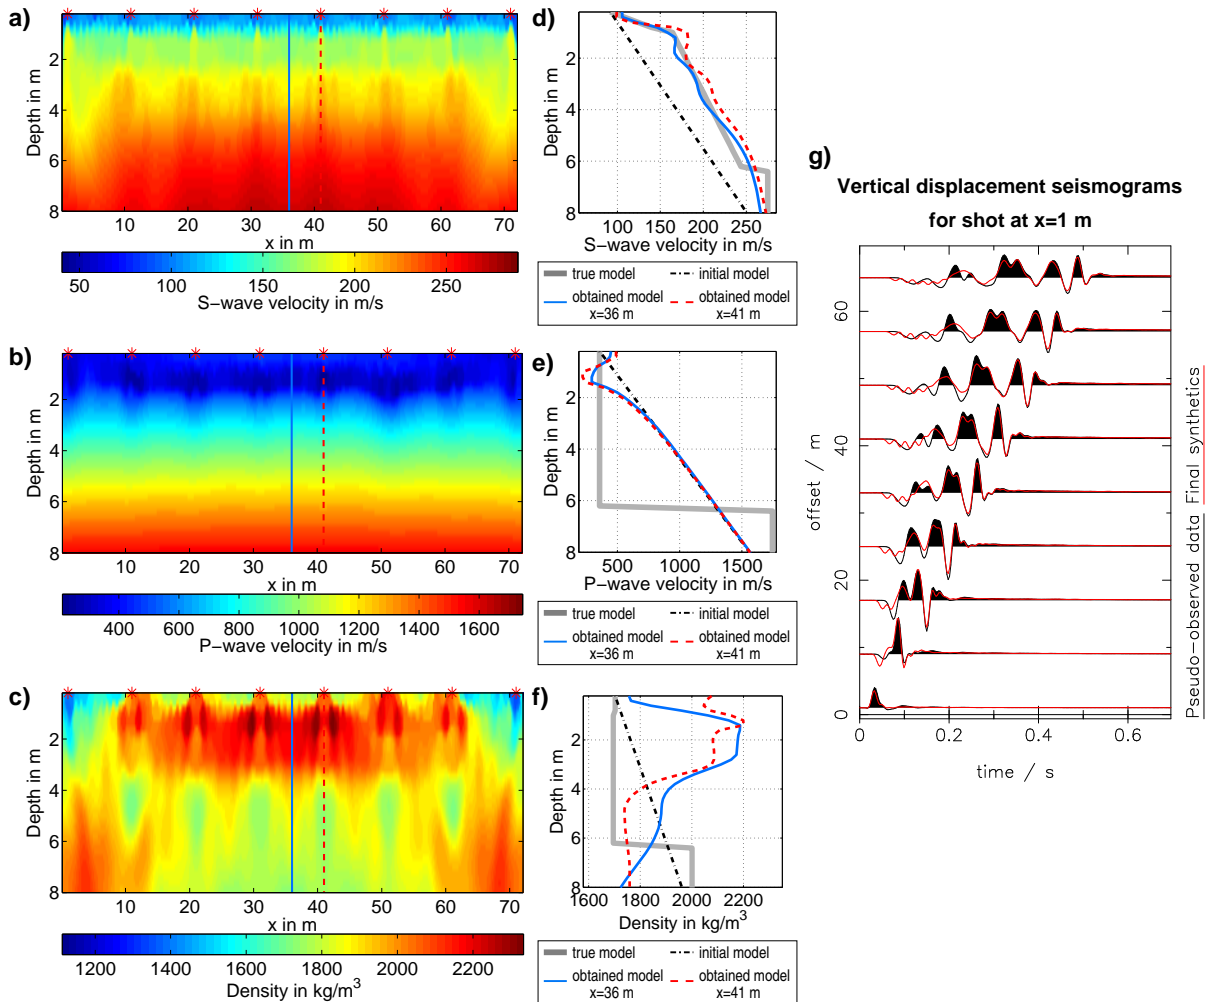 a)
Depth in m
2
4
6
8
10 20 30 40 50 60 70
x in m
50 100 150 200 250
S−wave velocity in m/s
b)
Depth in m
2
4
6
8
10 20 30 40 50 60 70
x in m
400 600 800 1000 1200 1400 1600
P−wave velocity in m/s
c)
Depth in m
2
4
6
8
10 20 30 40 50 60 70
x in m
1200 1400 1600 1800 2000 2200
Density in kg/m³
d)
Depth in m
2
4
6
8
50 100 150 200 250
S−wave velocity in m/s
true model initial model
obtained model x=36 m
obtained model x=41 m
e)
Depth in m
2
4
6
8
500 1000 1500
P−wave velocity in m/s
true model initial model
obtained model x=36 m
obtained model x=41 m
f)
Depth in m
2
4
6
8
1600 1800 2000 2200
Density in kg/m³
true model initial model
obtained model x=36 m
obtained model x=41 m
g)
Vertical displacement seismograms
for shot at x=1 m
offset / m
60
40
20
0
0 0.2 0.4 0.6
time / s
Pseudo−observed data Final synthetics